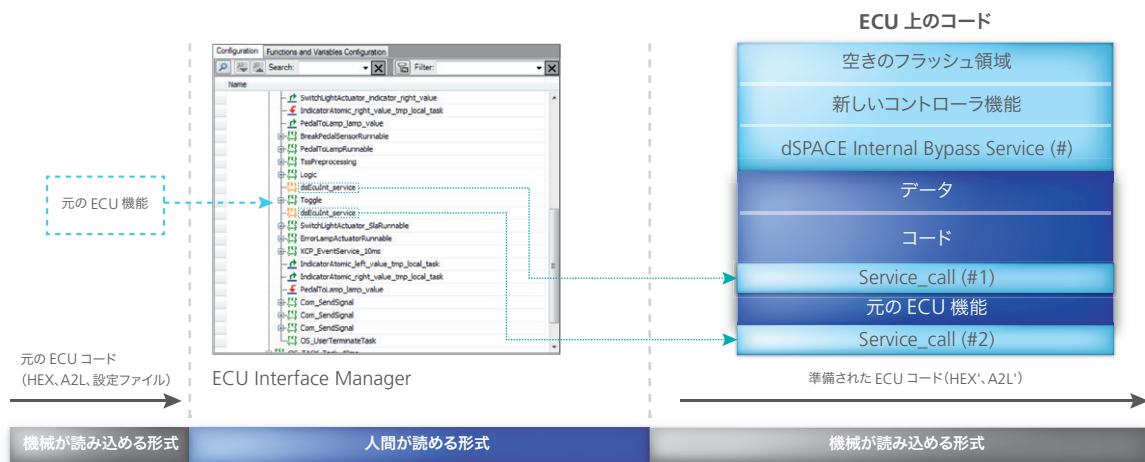 ECU 上のコード
Configuration Functions and Variables Configuration
Search: Filter:
Name
SwitchLightActuator_indicator_right_value
IndicatorAtomic_right_value_tmp_local_task
PedalToLamp_lamp_value
BreakPedalSensorRunnable
PedalToLampRunnable
TssPreprocessing
Logic
dsEcuInt_service
Toggle
dsEcuInt_service
SwitchLightActuator_SlaRunnable
ErrorLampActuatorRunnable
XCP_EventService_10ms
IndicatorAtomic_left_value_tmp_local_task
IndicatorAtomic_right_value_tmp_local_task
PedalToLamp_lamp_value
Com_SendSignal
Com_SendSignal
Com_SendSignal
OS_UserTerminateTask
元の ECU 機能
空きのフラッシュ領域
新しいコントローラ機能
dSPACE Internal Bypass Service (#)
データ
コード
Service_call (#1)
元の ECU 機能
Service_call (#2)
元の ECU コード
(HEX、A2L、設定ファイル)
ECU Interface Manager
準備された ECU コード(HEX'、A2L')
機械が読み込める形式
人間が読める形式
機械が読み込める形式